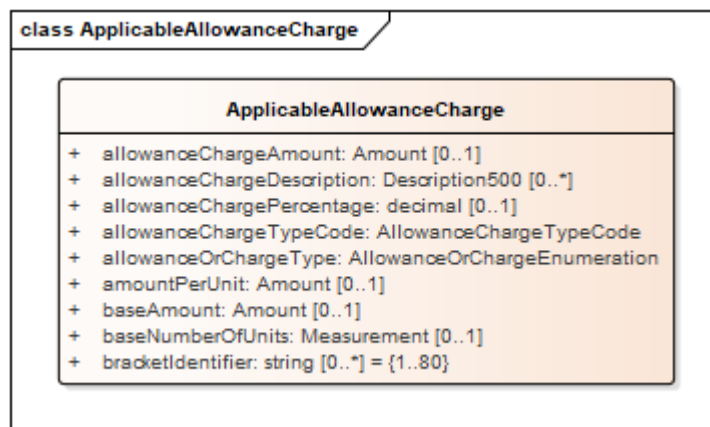 class ApplicableAllowanceCharge
ApplicableAllowanceCharge
+ allowanceChargeAmount: Amount [0..1]
+ allowanceChargeDescription: Description500 [0..*]
+ allowanceChargePercentage: decimal [0..1]
+ allowanceChargeTypeCode: AllowanceChargeTypeCode
+ allowanceOrChargeType: AllowanceOrChargeEnumeration
+ amountPerUnit: Amount [0..1]
+ baseAmount: Amount [0..1]
+ baseNumberOfUnits: Measurement [0..1]
+ bracketIdentifier: string [0..*] = {1..80}